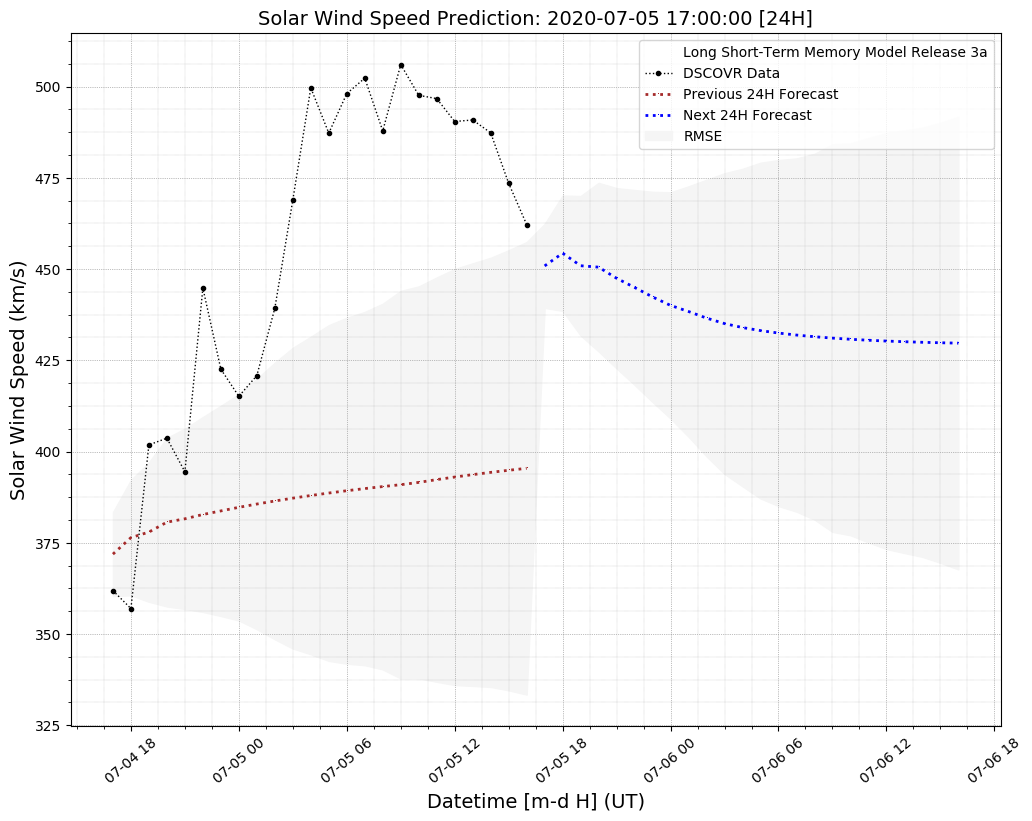 Solar Wind Speed Prediction: 2020-07-05 17:00:00 [24H]
Long Short-Term Memory Model Release 3a
DSCOVR Data
Previous 24H Forecast
Next 24H Forecast
RMSE
Solar Wind Speed (km/s)
500
475
450
425
400
375
350
325
07-04 18
07-05 00
07-05 06
07-05 12
07-05 18
07-06 00
07-06 06
07-06 12
07-06 18
Datetime [m-d H] (UT)